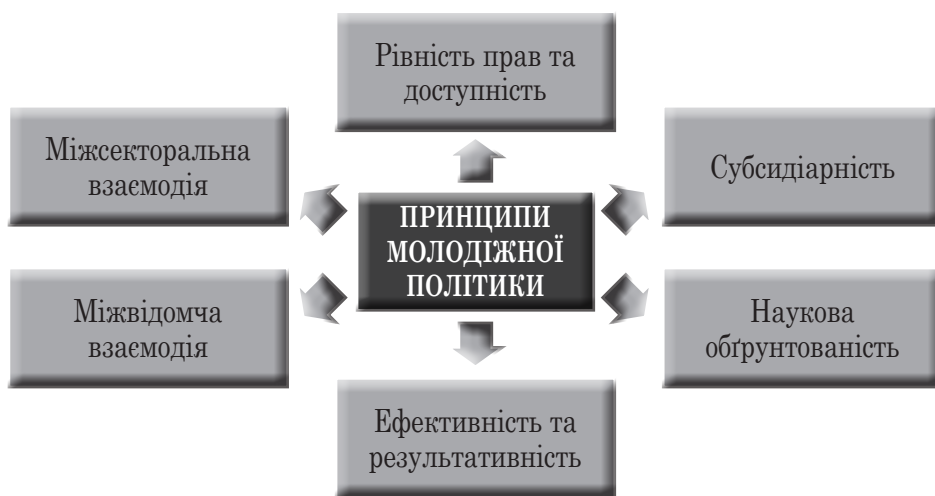 Рівність прав та
доступність
Міжсекторальна
взаємодія
Субсидіарність
ПРИНЦИПИ
МОЛОДІЖНОЇ
ПОЛІТИКИ
Міжвідомча
взаємодія
Наукова
обґрунтованість
Ефективність та
результативність